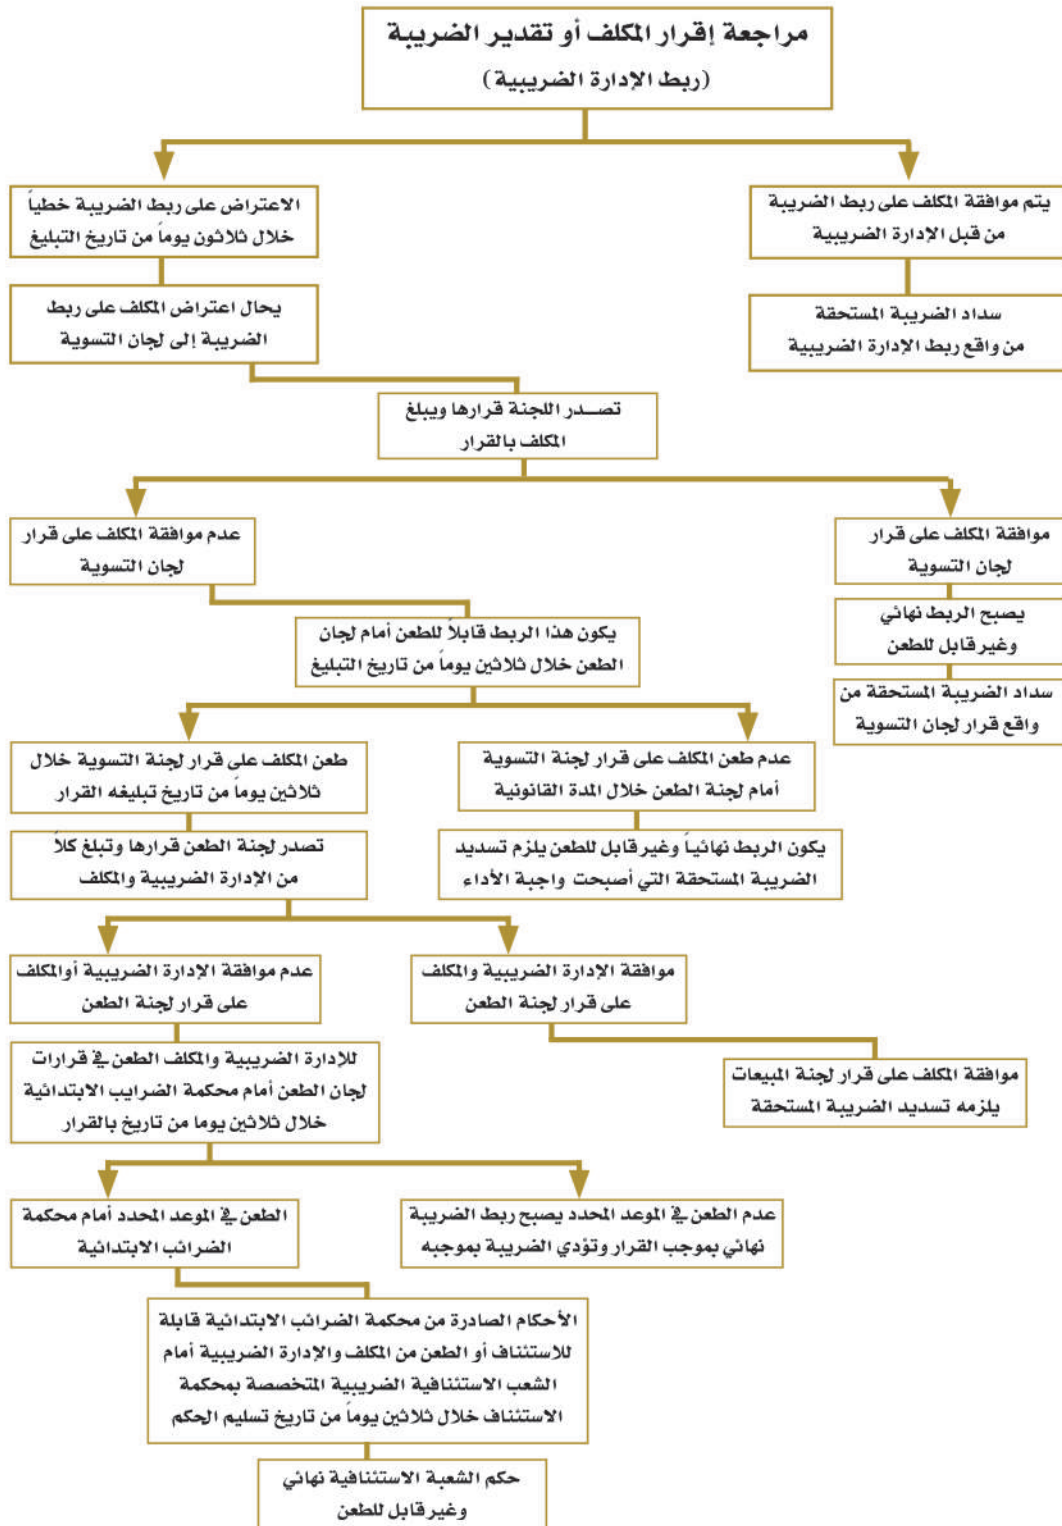 مراجعة إقرار المكلف أو تقدير الضريبة
(ربط الإدارة الضريبية)
يتم موافقة المكلف على ربط الضريبة
من قبل الإدارة الضريبية
سداد الضريبة المستحقة
من واقع ربط الإدارة الضريبية
الاعتراض على ربط الضريبة خطياً
خلال ثلاثون يوماً من تاريخ التبليغ
يحال اعتراض المكلف على ربط
الضريبة إلى لجان التسوية
تصدر اللجنة قرارها ويبلغ
المكلف بالقرار
موافقة المكلف على قرار
لجان التسوية
يصبح الربط نهائي
وغير قابل للطعن
سداد الضريبة المستحقة من
واقع قرار لجان التسوية
عدم موافقة المكلف على قرار
لجان التسوية
يكون هذا الربط قابلاً للطعن أمام لجان
الطعن خلال ثلاثين يوماً من تاريخ التبليغ
عدم طعن المكلف على قرار لجنة التسوية
أمام لجنة الطعن خلال المدة القانونية
يكون الربط نهائياً وغير قابل للطعن يلزم تسديد
الضريبة المستحقة التي أصبحت واجبة الأداء
طعن المكلف على قرار لجنة التسوية خلال
ثلاثين يوماً من تاريخ تبليغه القرار
تصدر لجنة الطعن قرارها وتبلغ كلاً
من الإدارة الضريبية والمكلف
موافقة الإدارة الضريبية والمكلف
على قرار لجنة الطعن
موافقة المكلف على قرار لجنة المبيعات
يلزمه تسديد الضريبة المستحقة
عدم موافقة الإدارة الضريبية أوالمكلف
على قرار لجنة الطعن
للإدارة الضريبية والمكلف الطعن في قرارات
لجان الطعن أمام محكمة الضرايب الابتدائية
خلال ثلاثين يوما من تاريخ بالقرار
عدم الطعن في الموعد المحدد يصبح ربط الضريبة
نهائي بموجب القرار وتؤدي الضريبة بموجبه
الطعن في الموعد المحدد أمام محكمة
الضرائب الابتدائية
الأحكام الصادرة من محكمة الضرائب الابتدائية قابلة
للاستئناف أو الطعن من المكلف والإدارة الضريبية أمام
الشعب الاستئنافية الضريبية المتخصصة بمحكمة
الاستئناف خلال ثلاثين يوماً من تاريخ تسليم الحكم
حكم الشعبة الاستئنافية نهائي
وغير قابل للطعن